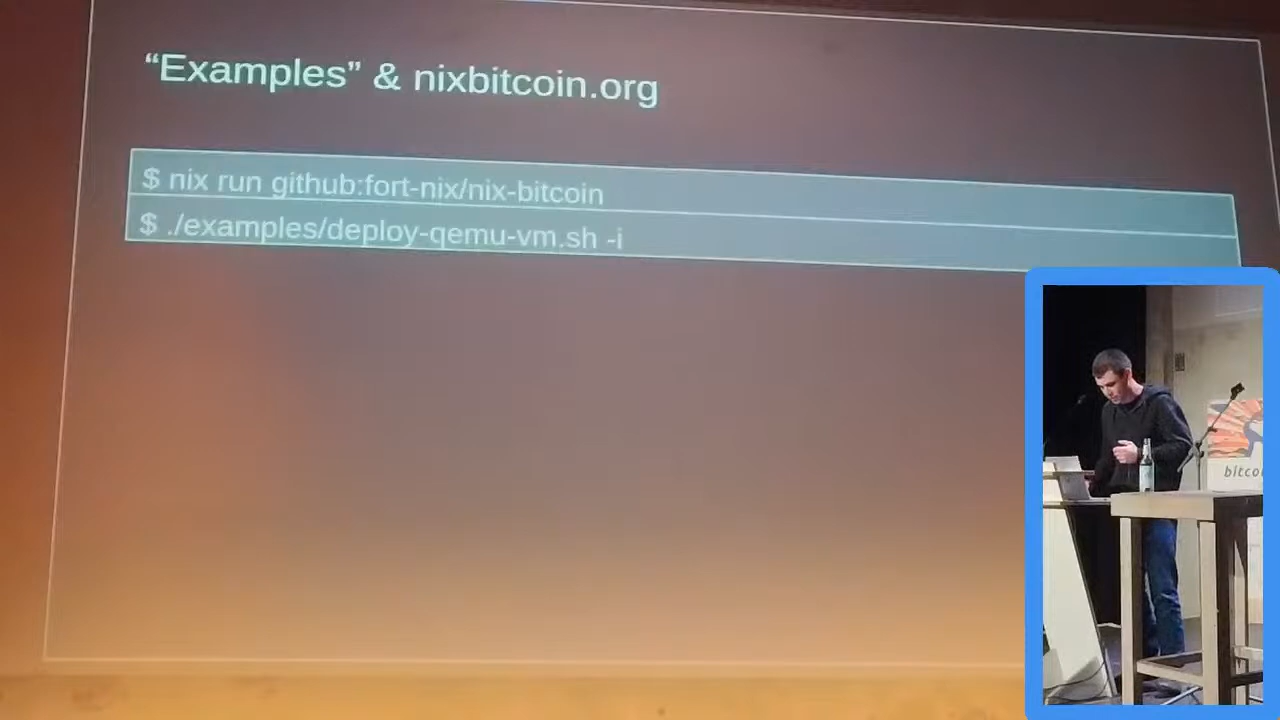 “Examples” & nixbitcoin.org
$ nix run github:fort-nix/nix-bitcoin
$ ./examples/deploy-qemu-vm.sh -i